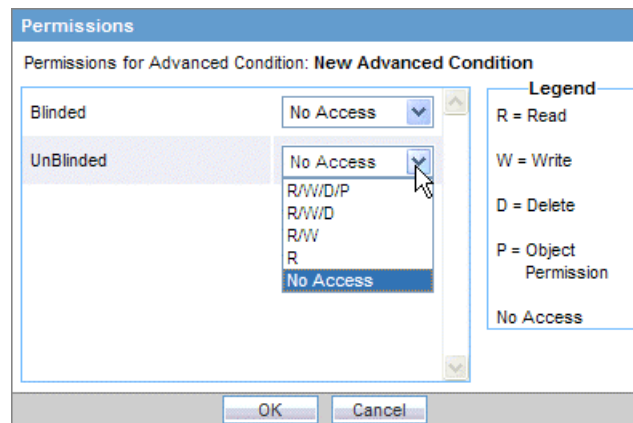 Permissions
Permissions for Advanced Condition: New Advanced Condition
Blinded
No Access
UnBlinded
No Access
R/W/D/P
R/W/D
R/W
R
No Access
Legend
R = Read
W = Write
D = Delete
P = Object
Permission
No Access
OK
Cancel